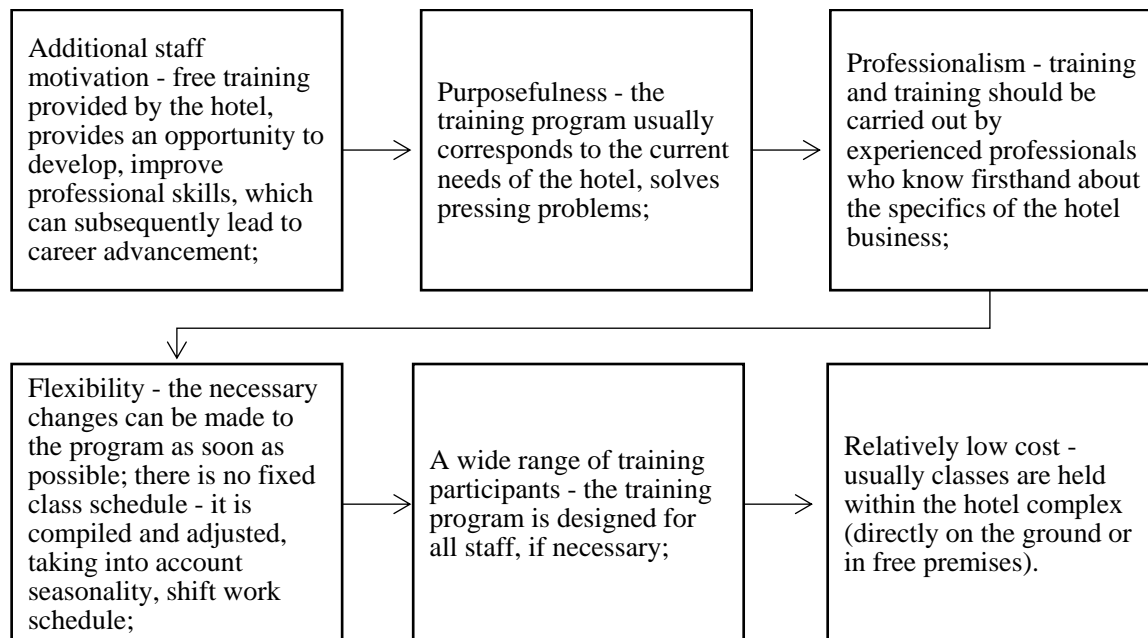 Additional staff
motivation - free training
provided by the hotel,
provides an opportunity to
develop, improve
professional skills, which
can subsequently lead to
career advancement;
Purposefulness - the
training program usually
corresponds to the current
needs of the hotel, solves
pressing problems;
Professionalism - training
and training should be
carried out by
experienced professionals
who know firsthand about
the specifics of the hotel
business;
Flexibility - the necessary
changes can be made to
the program as soon as
possible; there is no fixed
class schedule - it is
compiled and adjusted,
taking into account
seasonality, shift work
schedule;
A wide range of training
participants - the training
program is designed for
all staff, if necessary;
Relatively low cost -
usually classes are held
within the hotel complex
(directly on the ground or
in free premises).